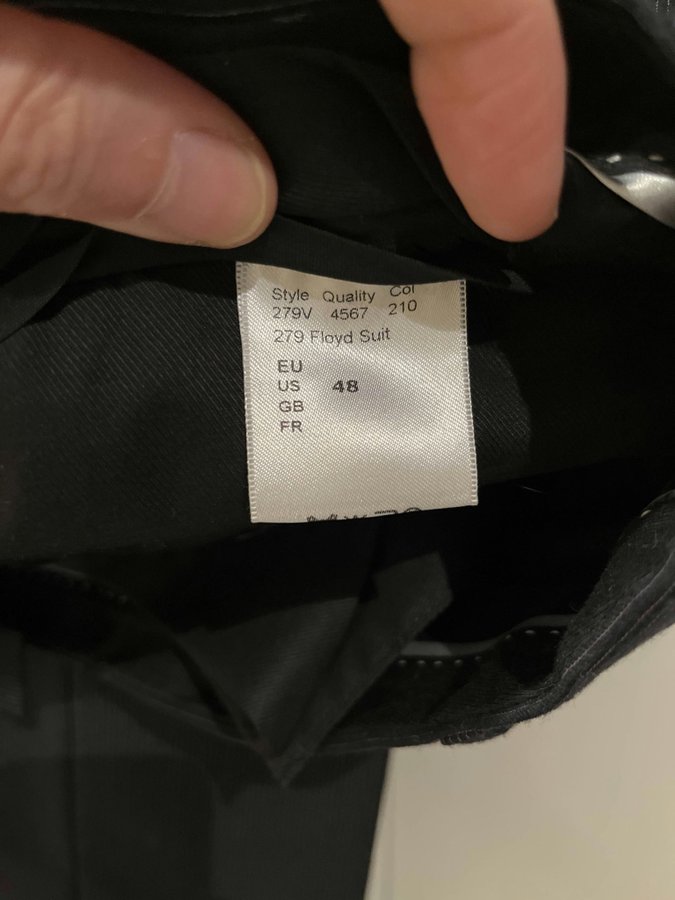 Style Quality Col
279V 4567 210
279 Floyd Suit
EU
US 48
GB
FR